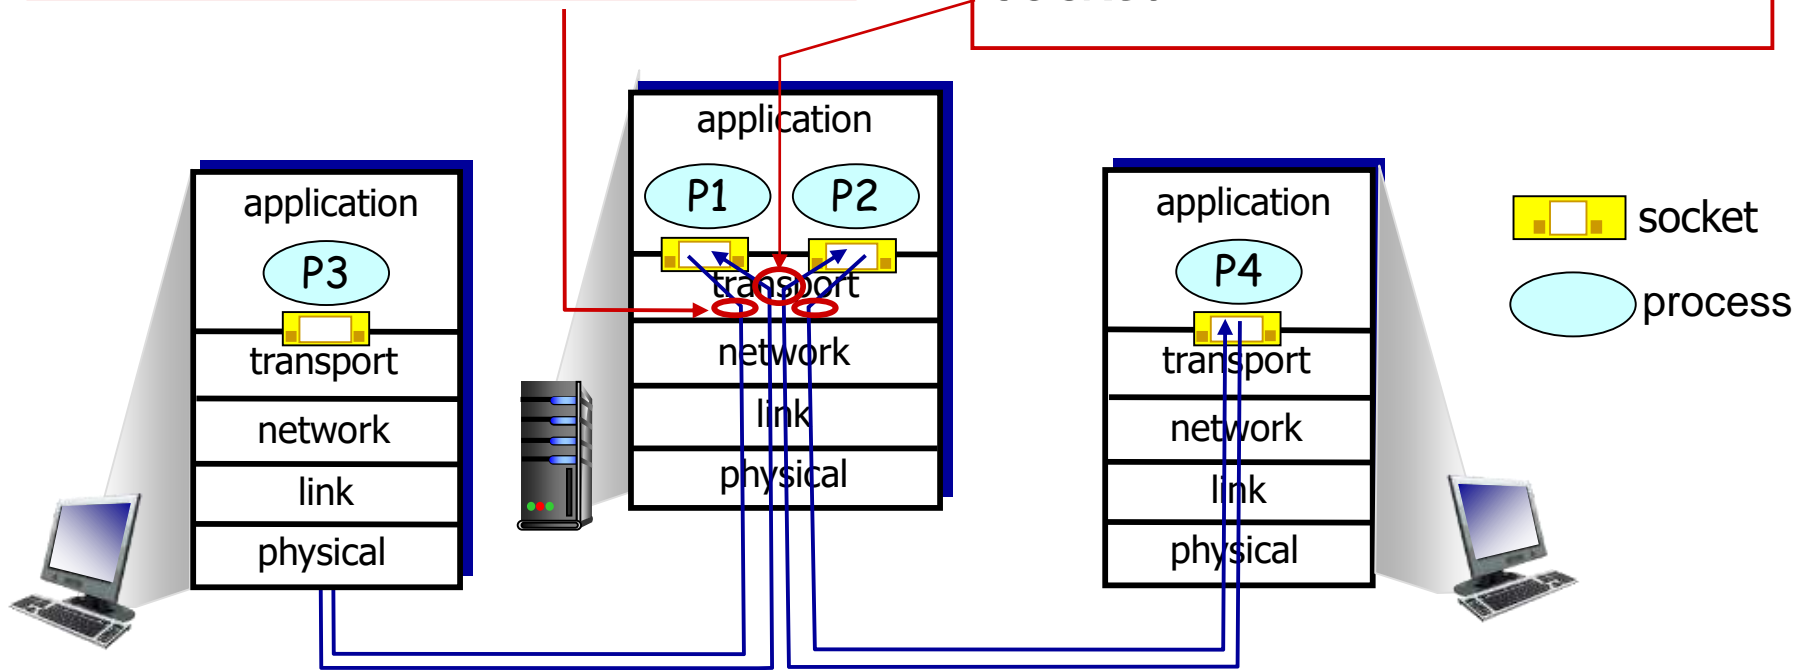 application
P1 P2
transport
network
link
physical
application
P3
transport
network
link
physical
application
P4
transport
network
link
physical
socket
process